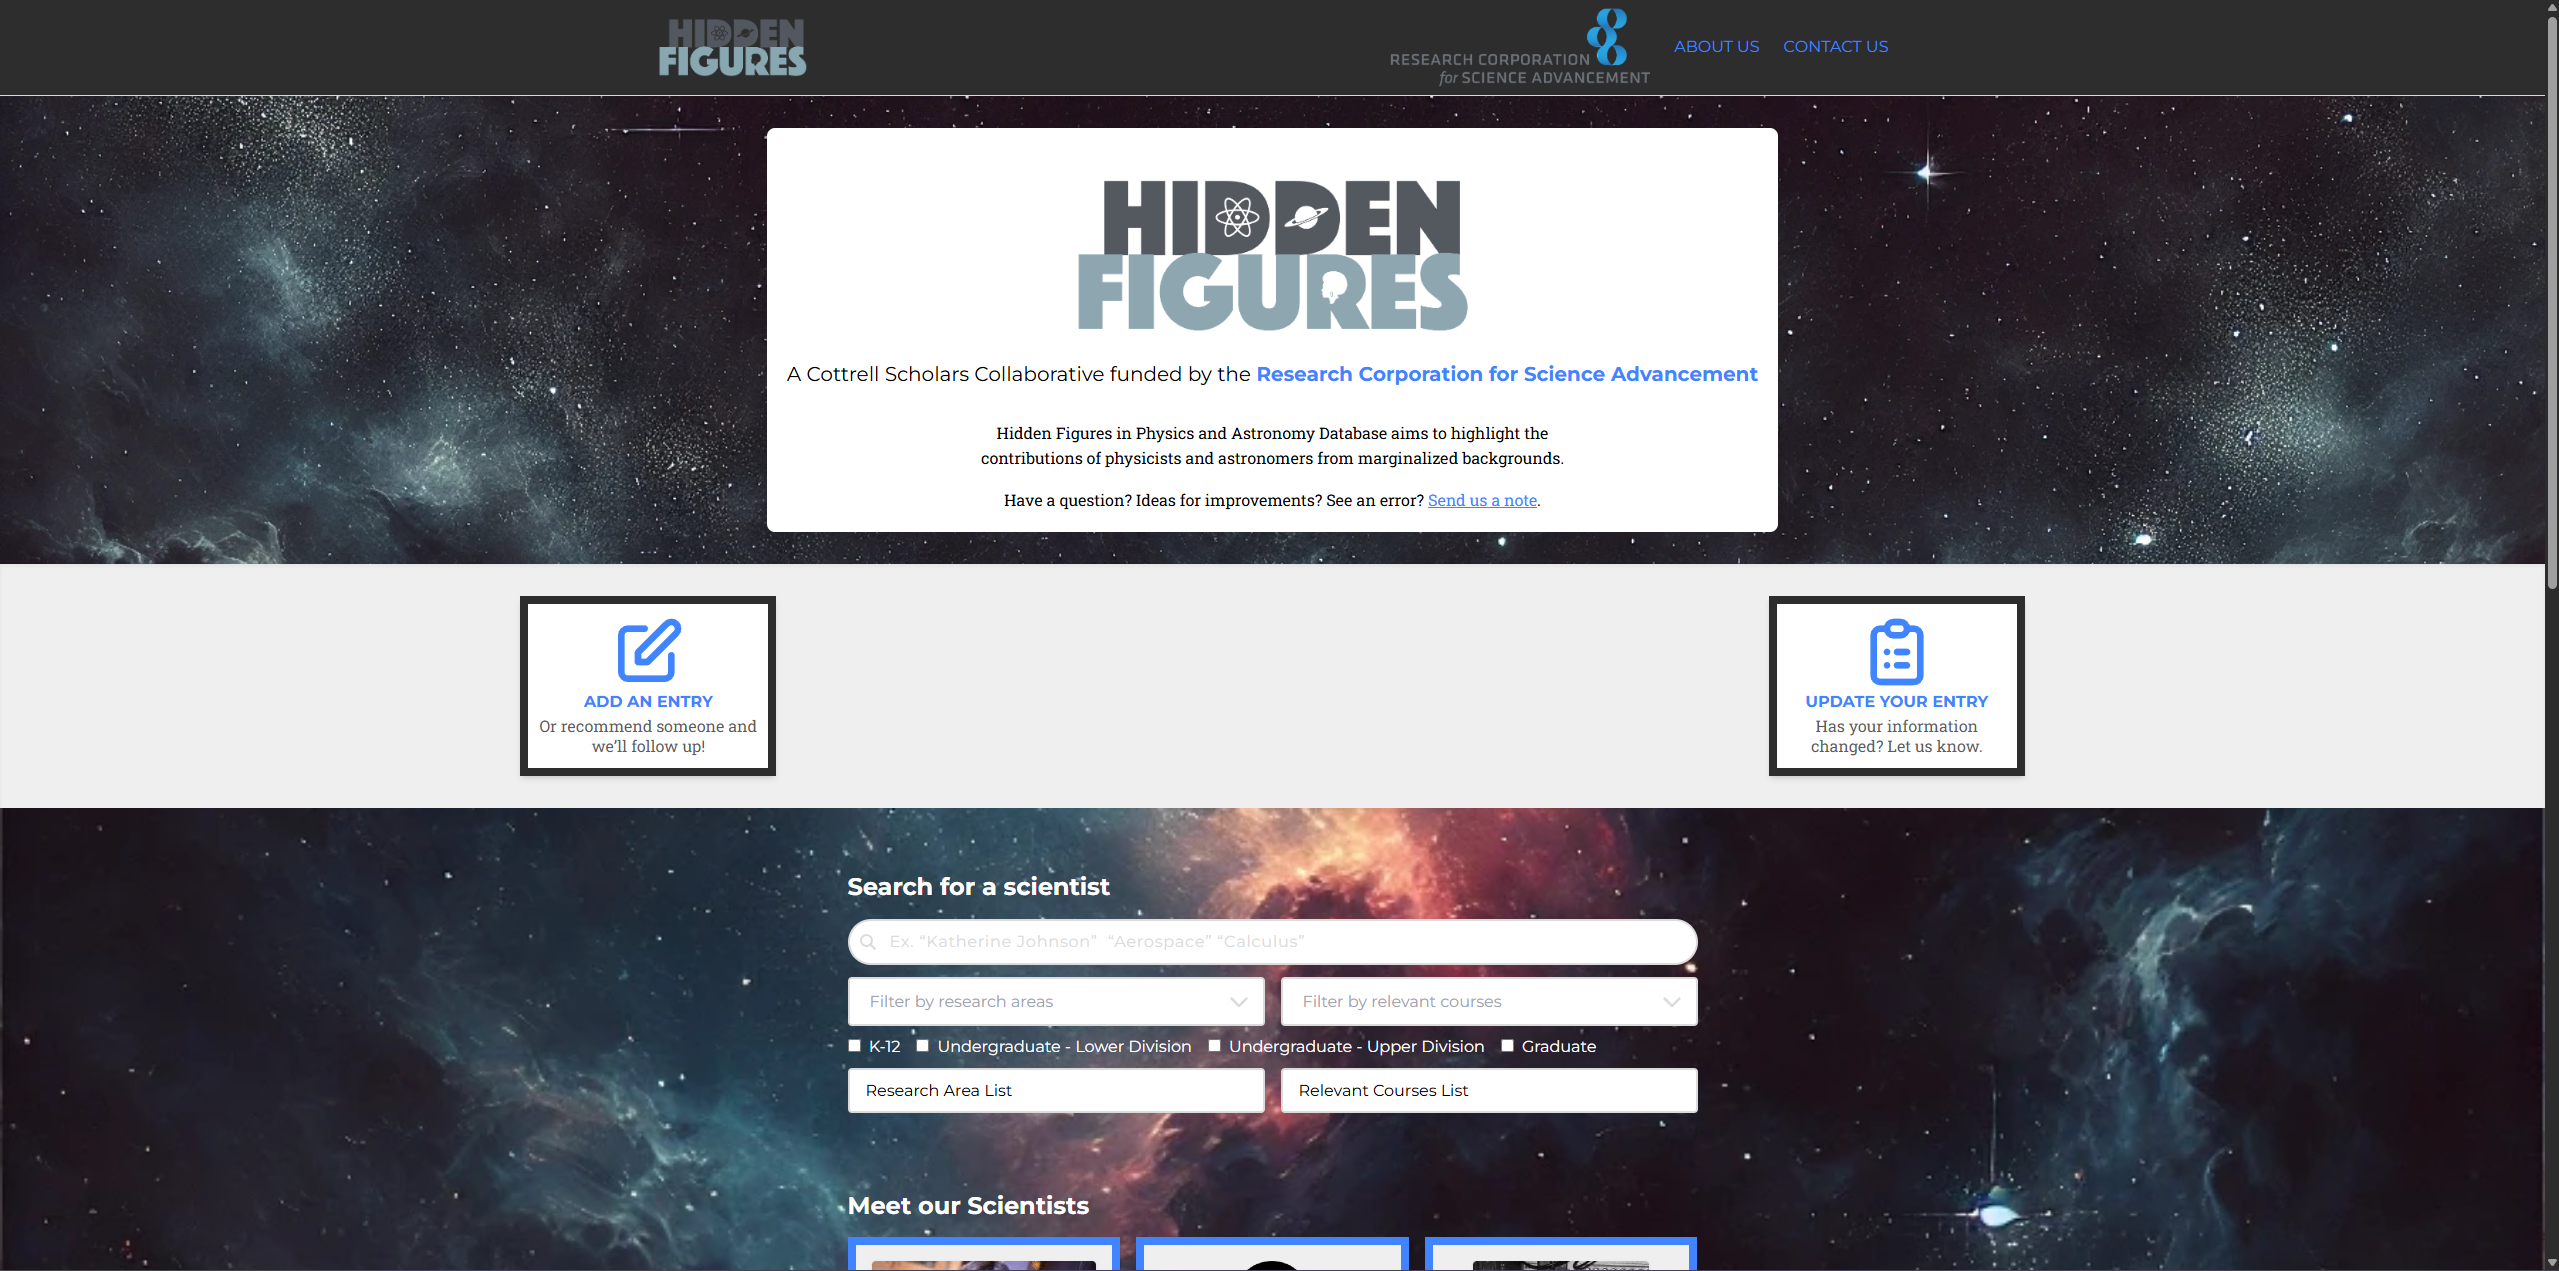 HIDDEN
FIGURES
RESEARCH CORPORATION
for SCIENCE ADVANCEMENT
ABOUT US
CONTACT US
HIDDEN
FIGURES
A Cottrell Scholars Collaborative funded by the Research Corporation for Science Advancement
Hidden Figures in Physics and Astronomy Database aims to highlight the
contributions of physicists and astronomers from marginalized backgrounds.
Have a question? Ideas for improvements? See an error? Send us a note.
ADD AN ENTRY
Or recommend someone and
we’ll follow up!
UPDATE YOUR ENTRY
Has your information
changed? Let us know.
Search for a scientist
Ex. “Katherine Johnson” “Aerospace” “Calculus”
Filter by research areas
Filter by relevant courses
K-12
Undergraduate - Lower Division
Undergraduate - Upper Division
Graduate
Research Area List
Relevant Courses List
Meet our Scientists